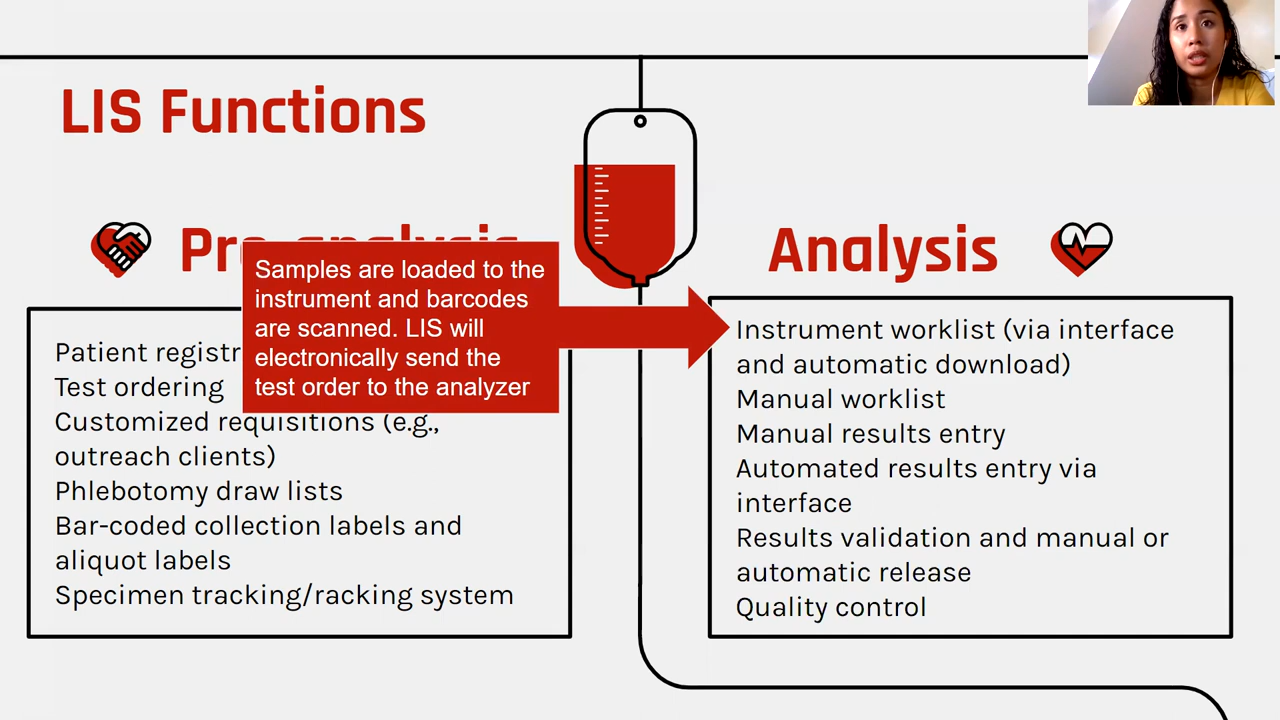 LIS Functions
Pre-analysis
Samples are loaded to the
instrument and barcodes
are scanned. LIS will
electronically send the
test order to the analyzer
Patient registr
Test ordering
Customized requisitions (e.g.,
outreach clients)
Phlebotomy draw lists
Bar-coded collection labels and
aliquot labels
Specimen tracking/racking system
Analysis
Instrument worklist (via interface
and automatic download)
Manual worklist
Manual results entry
Automated results entry via
interface
Results validation and manual or
automatic release
Quality control